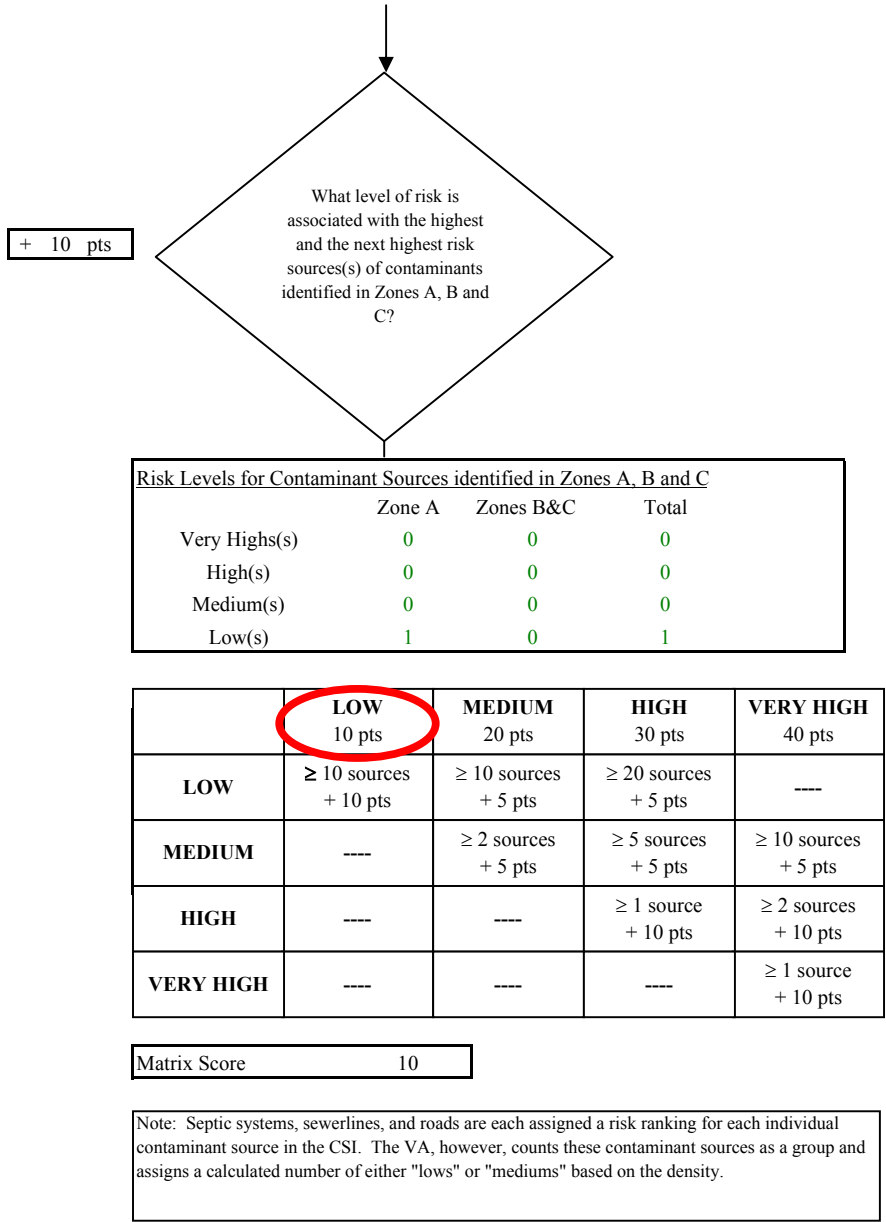 What level of risk is
associated with the highest
and the next highest risk
sources(s) of contaminants
identified in Zones A, B and
C?
+ 10 pts
Risk Levels for Contaminant Sources identified in Zones A, B and C
Zone A Zones B&C Total
Very Highs(s) 0 0 0
High(s) 0 0 0
Medium(s) 0 0 0
Low(s) 1 0 1
LOW MEDIUM HIGH VERY HIGH
10 pts 20 pts 30 pts 40 pts
LOW ≥ 10 sources ≥ 10 sources ≥ 20 sources ----
+ 10 pts + 5 pts + 5 pts
MEDIUM ---- ≥ 2 sources ≥ 5 sources ≥ 10 sources
+ 5 pts + 5 pts + 5 pts
HIGH ---- ---- ≥ 1 source ≥ 2 sources
+ 10 pts + 10 pts
VERY HIGH ---- ---- ---- ≥ 1 source
+ 10 pts
Matrix Score 10
Note: Septic systems, sewerlines, and roads are each assigned a risk ranking for each individual
contaminant source in the CSI. The VA, however, counts these contaminant sources as a group and
assigns a calculated number of either "lows" or "mediums" based on the density.